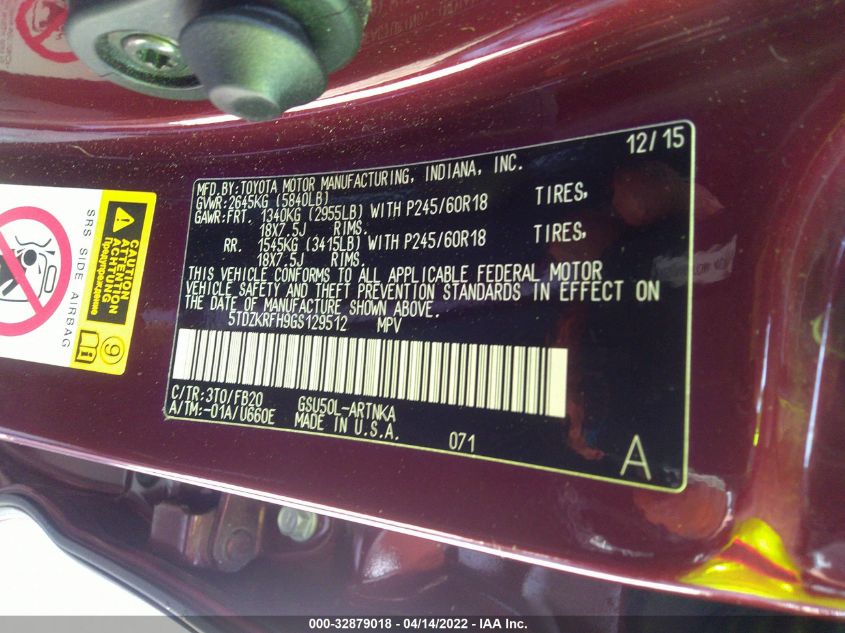 12/15
MFD.BY:TOYOTA MOTOR MANUFACTURING, INDIANA, INC.
GVWR:2645KG (5840LB)
GAWR:FRT. 1340KG (2955LB) WITH P245/60R18 TIRES,
18X7.5J RIMS.
RR. 1545KG (3415LB) WITH P245/60R18 TIRES,
18X7.5J RIMS.
THIS VEHICLE CONFORMS TO ALL APPLICABLE FEDERAL MOTOR
VEHICLE SAFETY AND THEFT PREVENTION STANDARDS IN EFFECT ON
THE DATE OF MANUFACTURE SHOWN ABOVE.
5TDZKRFH9GS129512 MPV
C/TR:3T0/FB20 GSU50L-ARTNKA
A/TM:-01A/U660E MADE IN U.S.A. 071
A
SRS SIDE AIRBAG
CAUTION
ATTENTION
ACHTUNG
Предупреждение
9
000-32879018 - 04/14/2022 - IAA Inc.